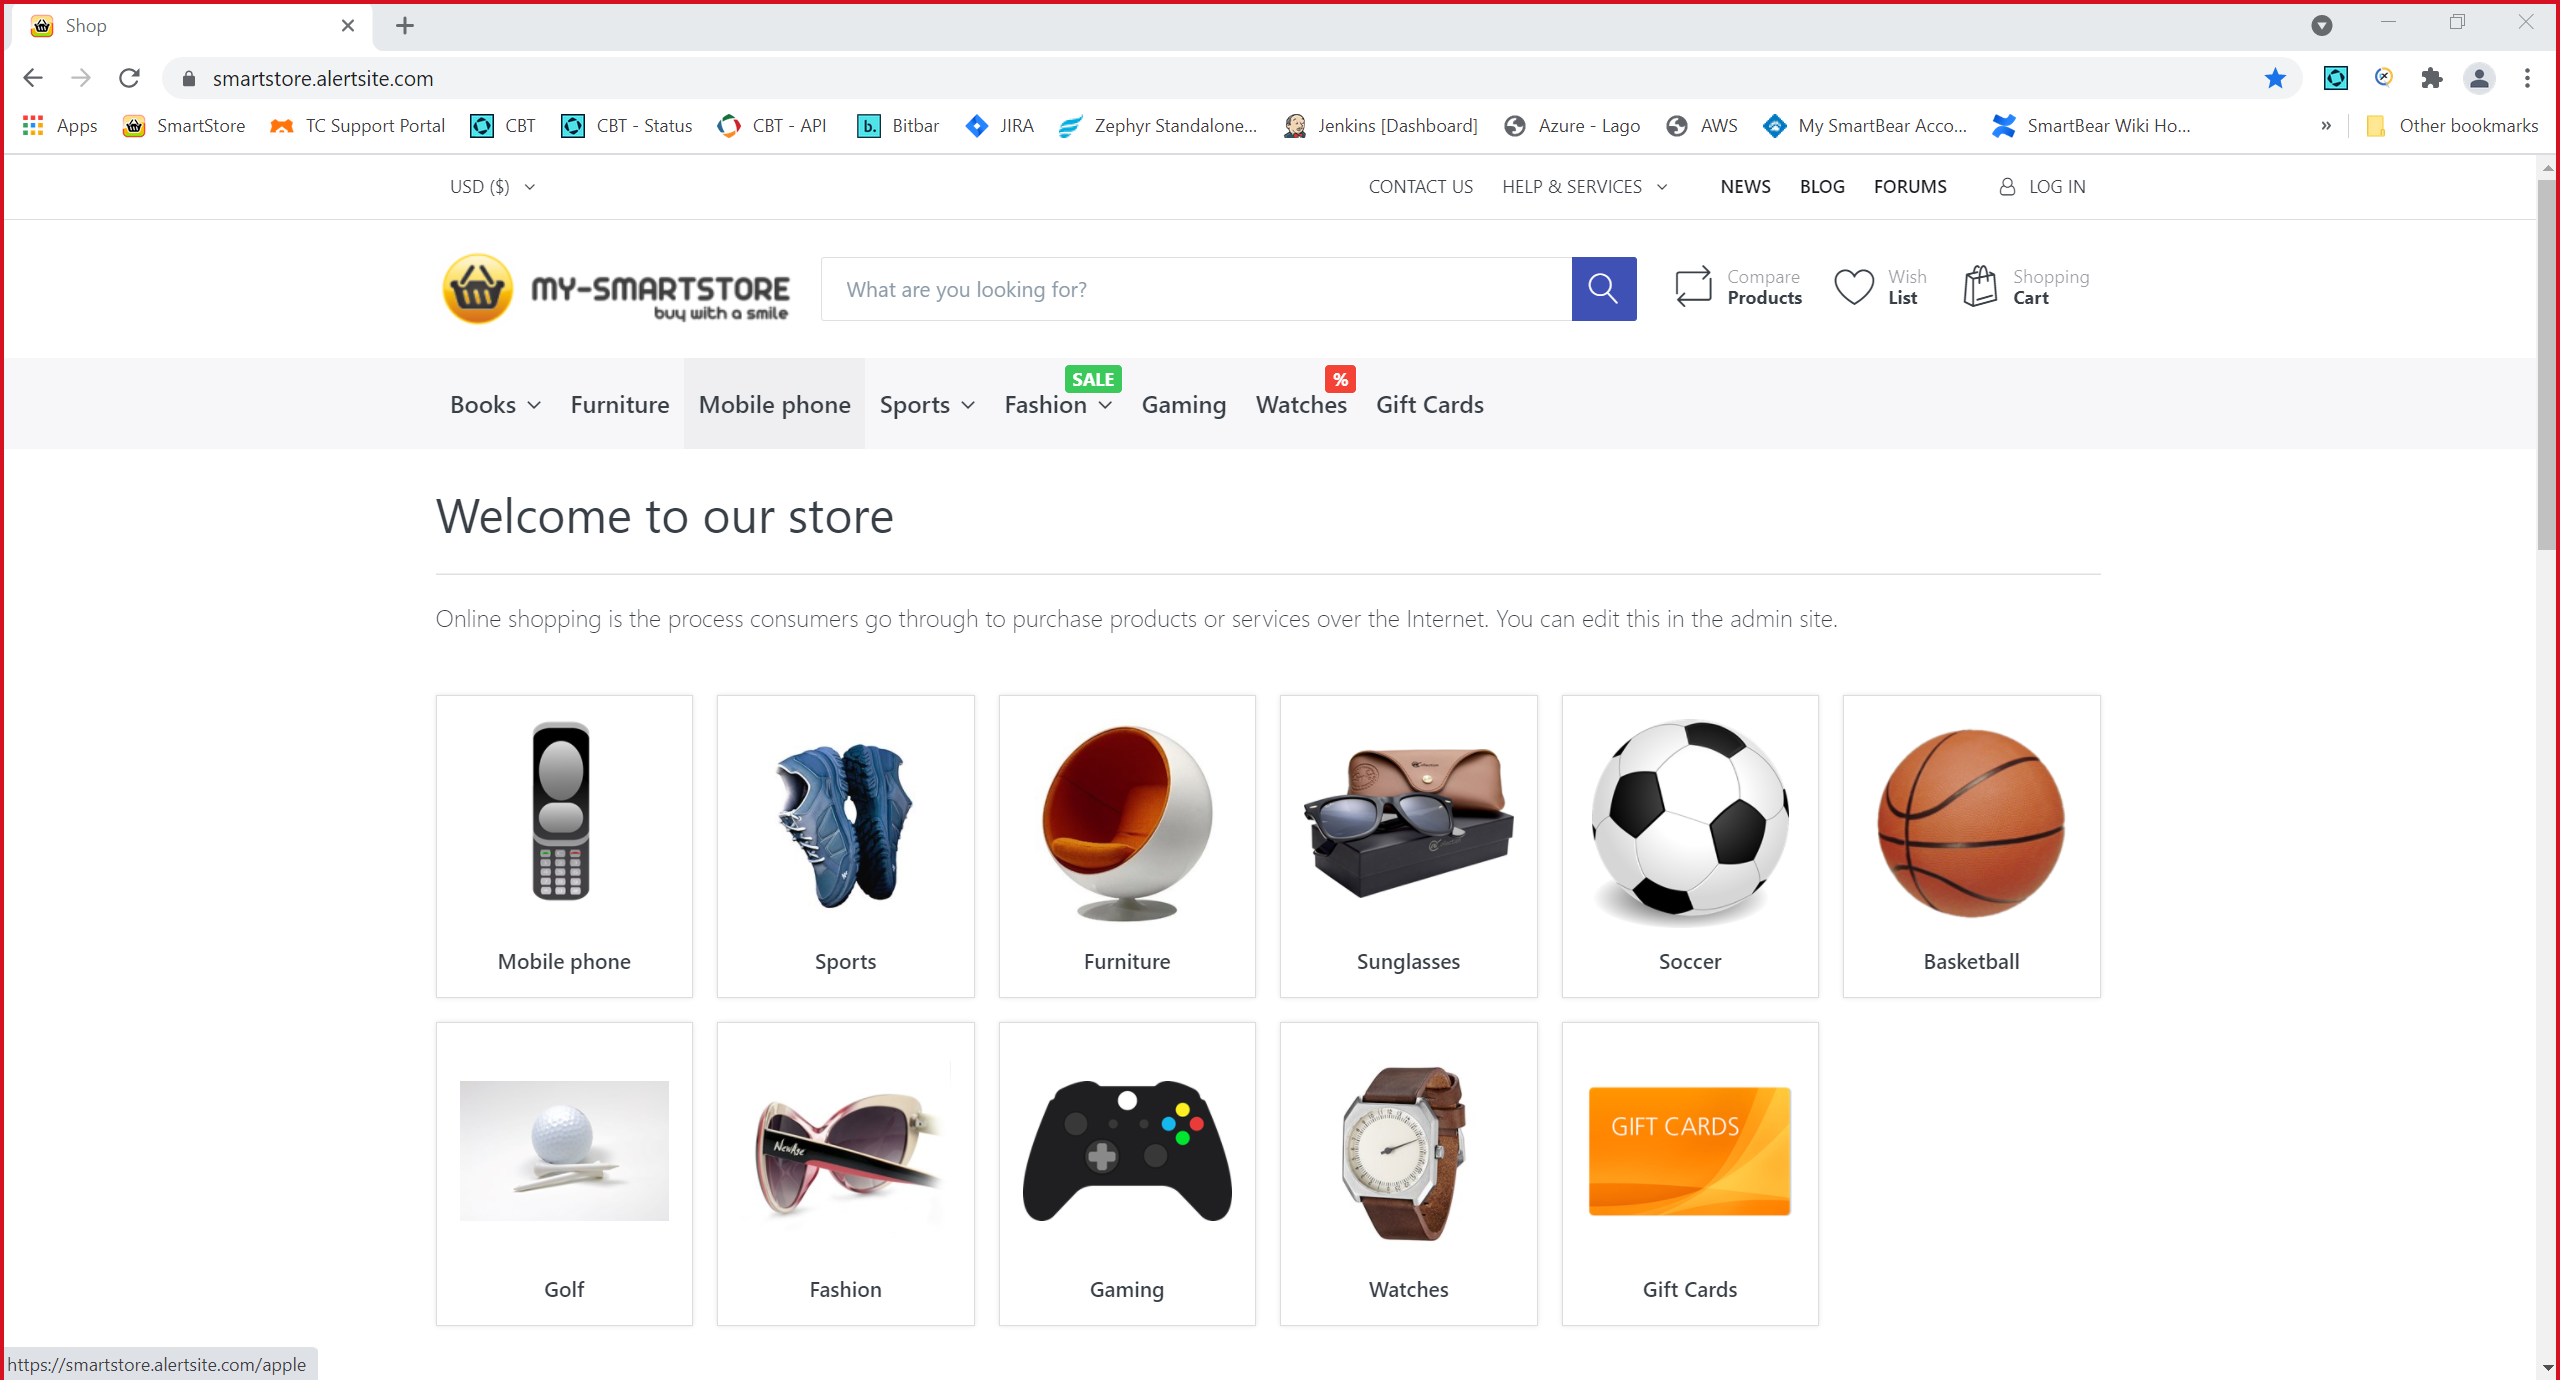 Shop
smartstore.alertsite.com
Apps SmartStore TC Support Portal CBT CBT - Status CBT - API Bitbar JIRA Zephyr Standalone... Jenkins [Dashboard] Azure - Lago AWS My SmartBear Acco... SmartBear Wiki Ho... » Other bookmarks
USD ($) CONTACT US HELP & SERVICES NEWS BLOG FORUMS LOG IN
MY-SMARTSTORE
buy with a smile
What are you looking for?
Compare
Products
Wish
List
Shopping
Cart
SALE %
Books Furniture Mobile phone Sports Fashion Gaming Watches Gift Cards
Welcome to our store
Online shopping is the process consumers go through to purchase products or services over the Internet. You can edit this in the admin site.
Mobile phone Sports Furniture Sunglasses Soccer Basketball
NewAge
GIFT CARDS
Golf Fashion Gaming Watches Gift Cards
https://smartstore.alertsite.com/apple